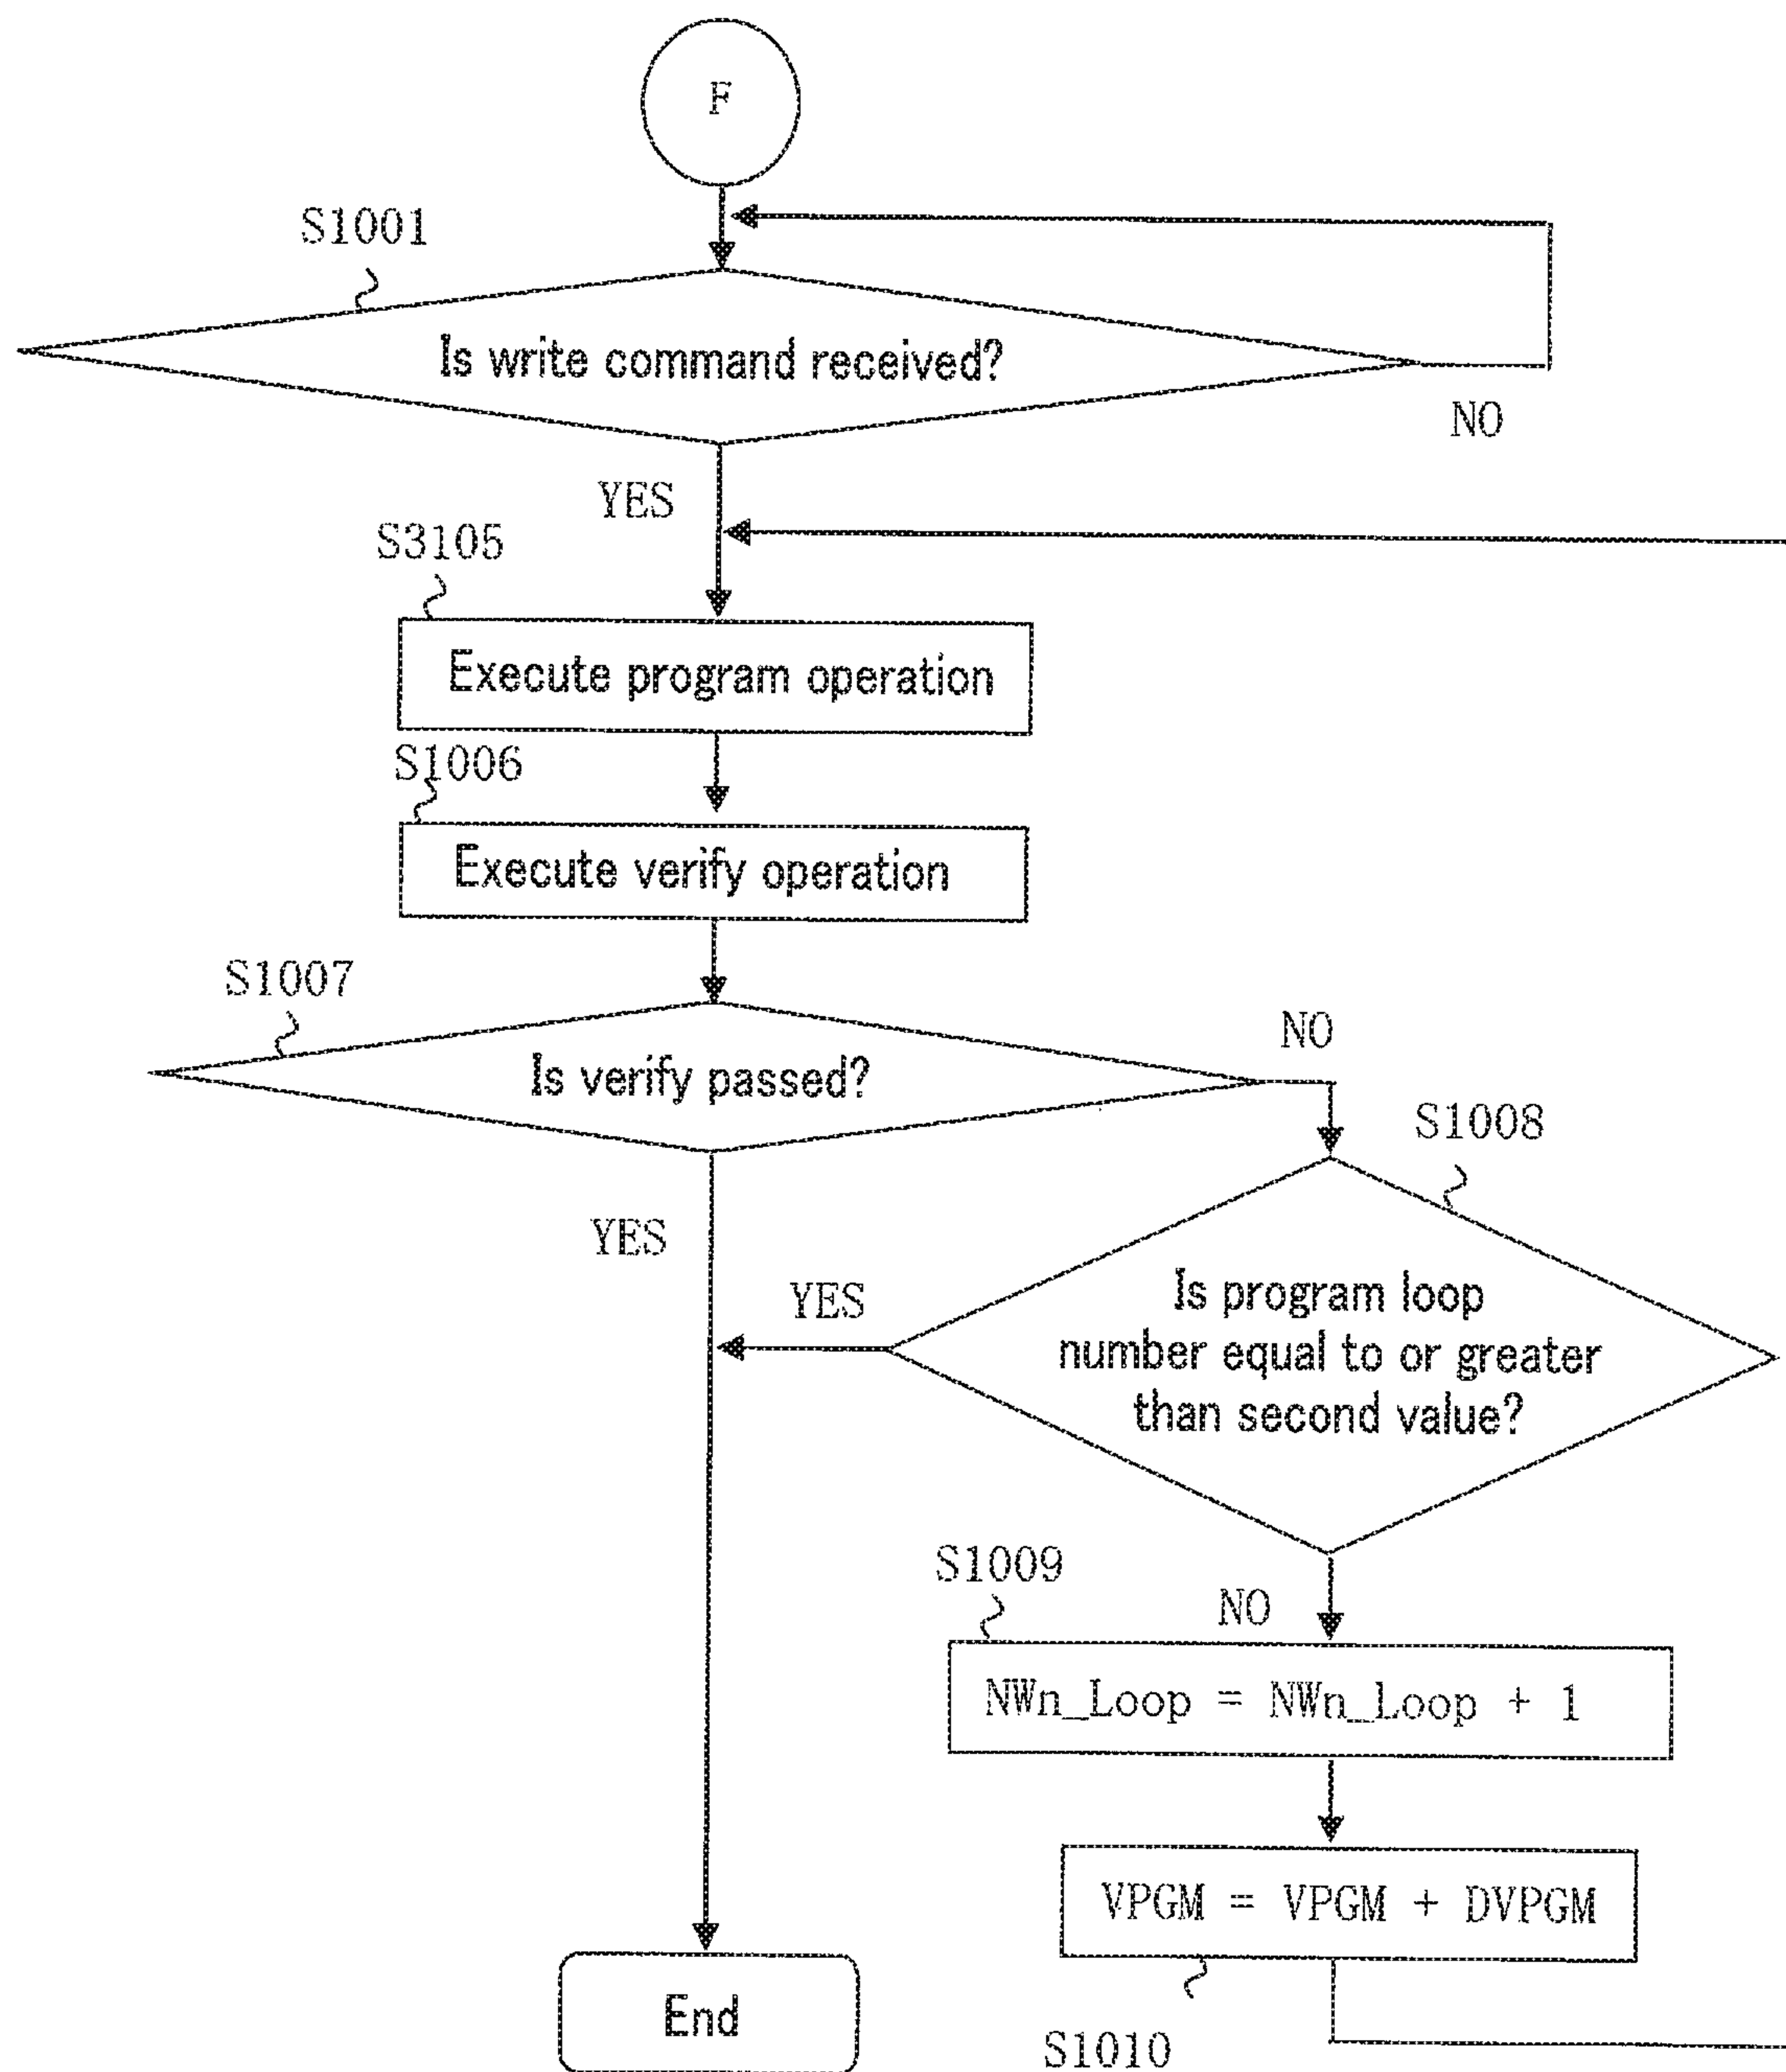 F
S1001
Is write command received?
NO
YES
S3105
Execute program operation
S1006
Execute verify operation
S1007
NO
Is verify passed?
S1008
YES
YES
Is program loop
number equal to or greater
than second value?
S1009
NO
NWn_Loop = NWn_Loop + 1
VPGM = VPGM + DVPGM
End
S1010